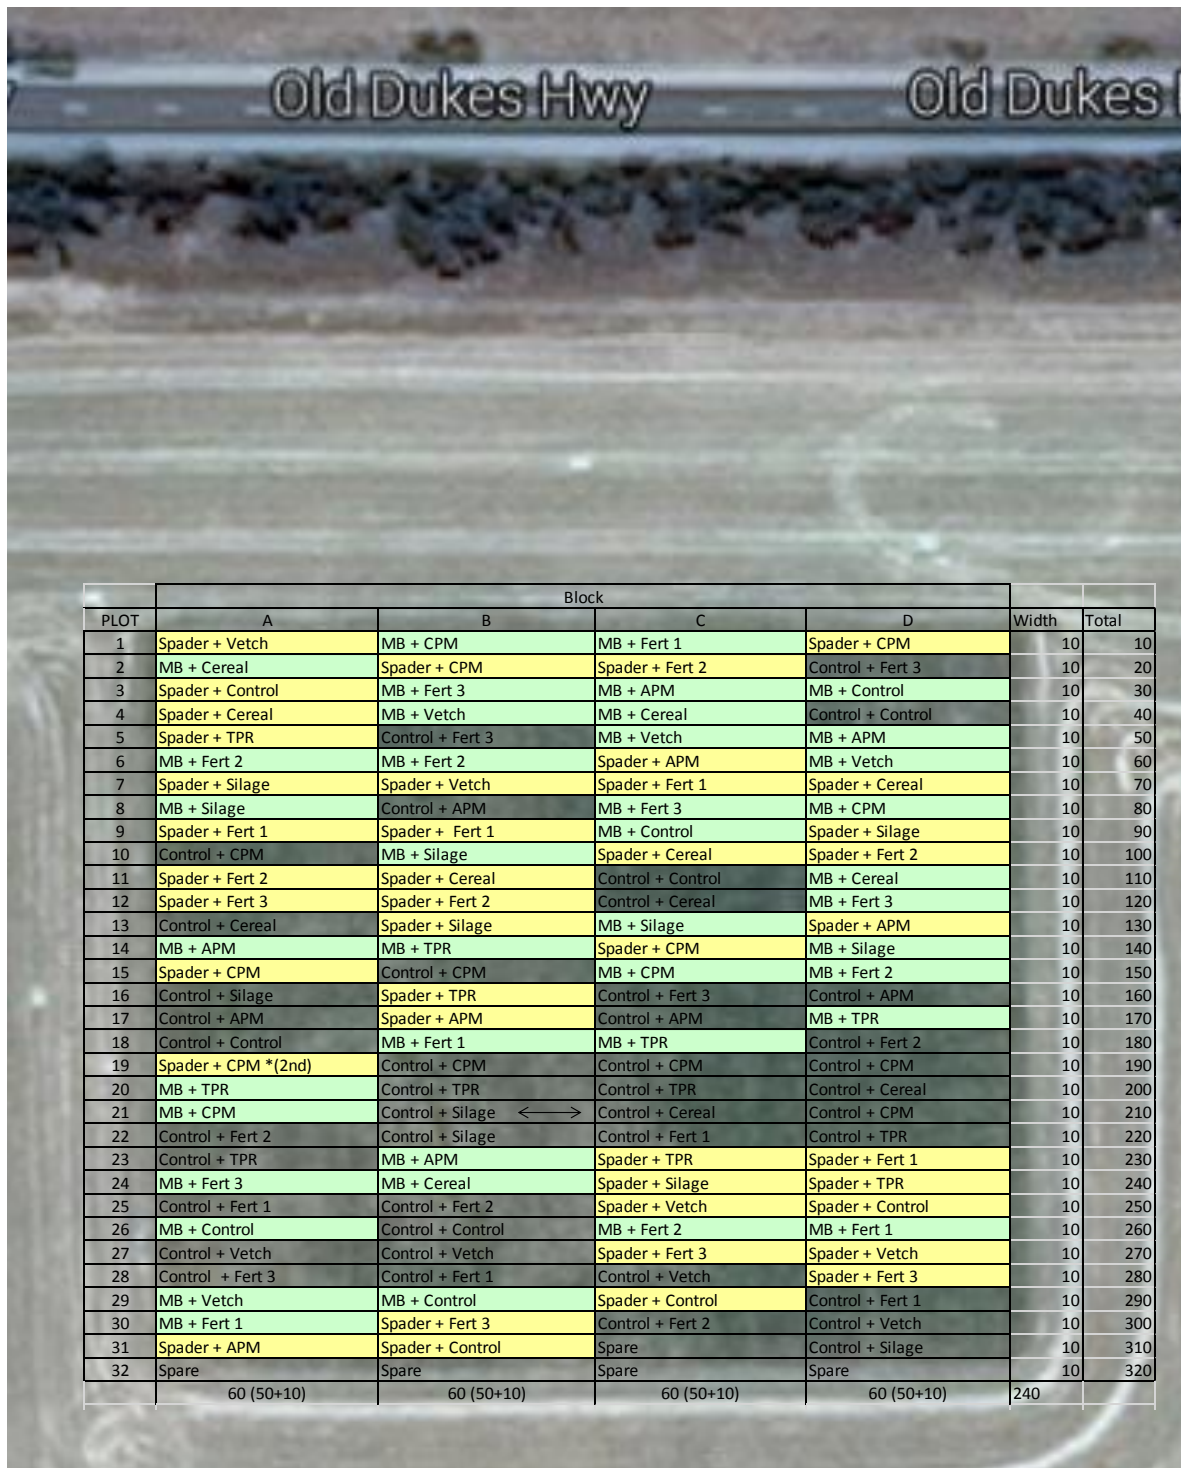 Old Dukes Hwy Old Dukes
Block
PLOT A B C D Width Total
1 Spader + Vetch MB + CPM MB + Fert 1 Spader + CPM 10 10
2 MB + Cereal Spader + CPM Spader + Fert 2 Control + Fert 3 10 20
3 Spader + Control MB + Fert 3 MB + APM MB + Control 10 30
4 Spader + Cereal MB + Vetch MB + Cereal Control + Control 10 40
5 Spader + TPR Control + Fert 3 MB + Vetch MB + APM 10 50
6 MB + Fert 2 MB + Fert 2 Spader + APM MB + Vetch 10 60
7 Spader + Silage Spader + Vetch Spader + Fert 1 Spader + Cereal 10 70
8 MB + Silage Control + APM MB + Fert 3 MB + CPM 10 80
9 Spader + Fert 1 Spader + Fert 1 MB + Control Spader + Silage 10 90
10 Control + CPM MB + Silage Spader + Cereal Spader + Fert 2 10 100
11 Spader + Fert 2 Spader + Cereal Control + Control MB + Cereal 10 110
12 Spader + Fert 3 Spader + Fert 2 Control + Cereal MB + Fert 3 10 120
13 Control + Cereal Spader + Silage MB + Silage Spader + APM 10 130
14 MB + APM MB + TPR Spader + CPM MB + Silage 10 140
15 Spader + CPM Control + CPM MB + CPM MB + Fert 2 10 150
16 Control + Silage Spader + TPR Control + Fert 3 Control + APM 10 160
17 Control + APM Spader + APM Control + APM MB + TPR 10 170
18 Control + Control MB + Fert 1 MB + TPR Control + Fert 2 10 180
19 Spader + CPM *(2nd) Control + CPM Control + CPM Control + CPM 10 190
20 MB + TPR Control + TPR Control + TPR Control + Cereal 10 200
21 MB + CPM Control + Silage Control + Cereal Control + CPM 10 210
22 Control + Fert 2 Control + Silage Control + Fert 1 Control + TPR 10 220
23 Control + TPR MB + APM Spader + TPR Spader + Fert 1 10 230
24 MB + Fert 3 MB + Cereal Spader + Silage Spader + TPR 10 240
25 Control + Fert 1 Control + Fert 2 Spader + Vetch Spader + Control 10 250
26 MB + Control Control + Control MB + Fert 2 MB + Fert 1 10 260
27 Control + Vetch Control + Vetch Spader + Fert 3 Spader + Vetch 10 270
28 Control + Fert 3 Control + Fert 1 Control + Vetch Spader + Fert 3 10 280
29 MB + Vetch MB + Control Spader + Control Control + Fert 1 10 290
30 MB + Fert 1 Spader + Fert 3 Control + Fert 2 Control + Vetch 10 300
31 Spader + APM Spader + Control Spare Control + Silage 10 310
32 Spare Spare Spare Spare 10 320
60 (50+10) 60 (50+10) 60 (50+10) 60 (50+10) 240